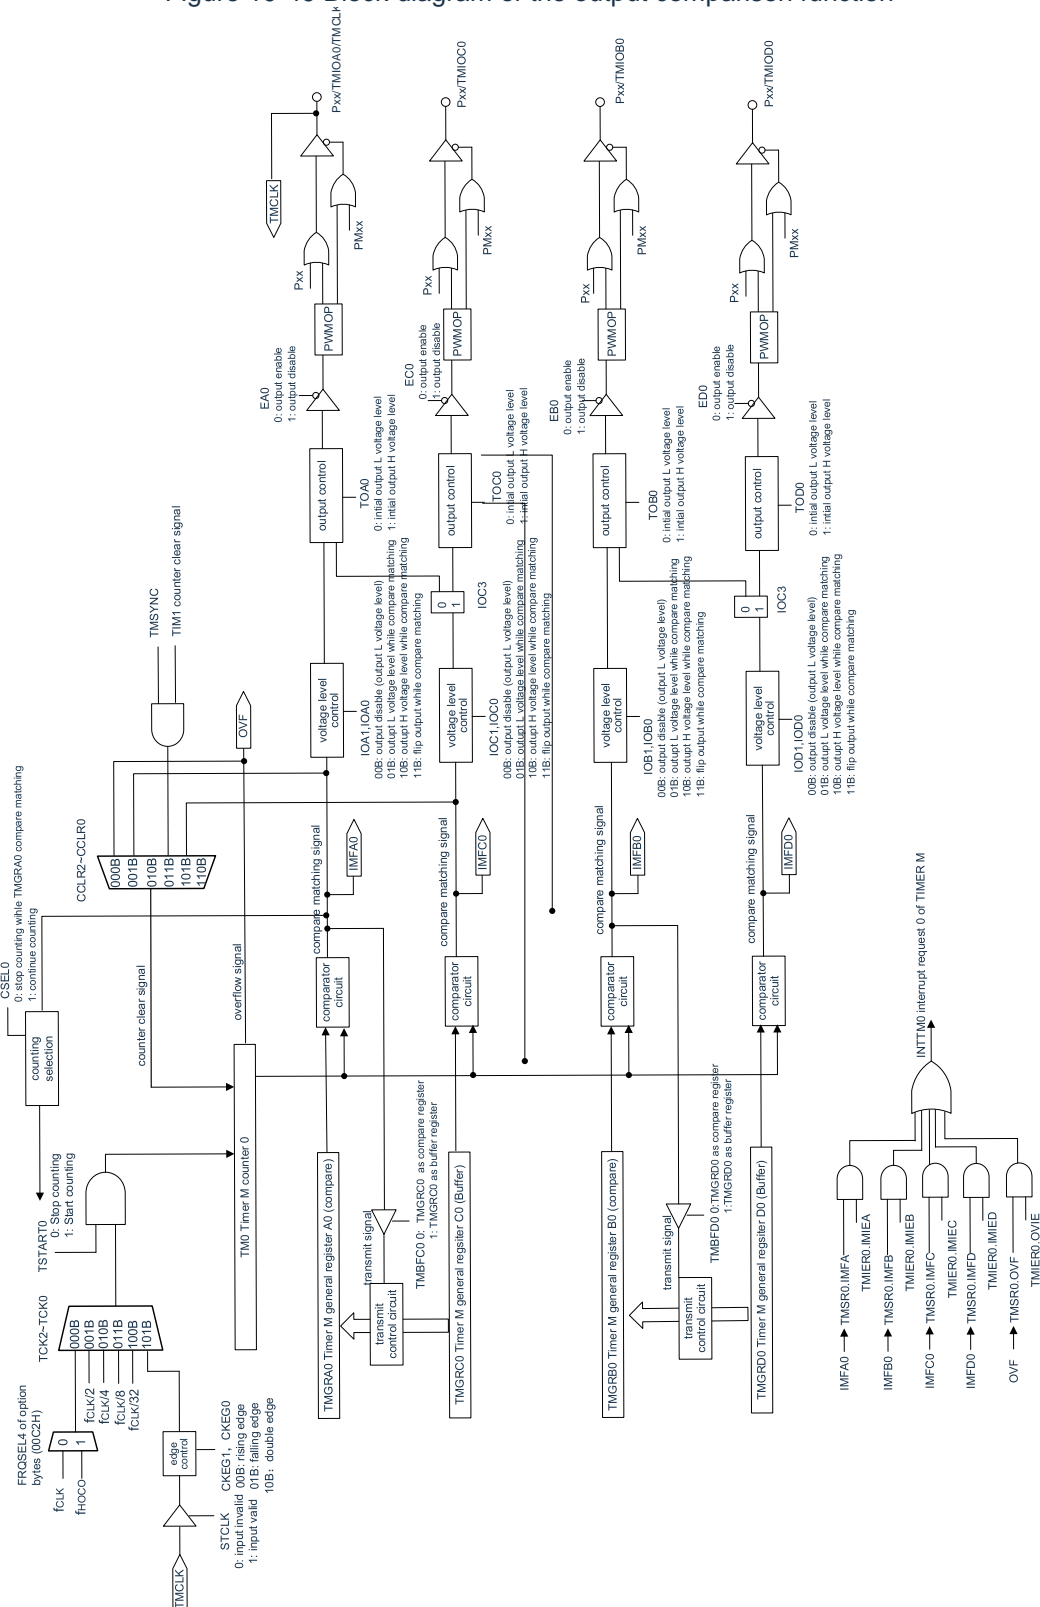 Figure 10-45 Block diagram of the output comparison function
Pxx/TMIOA0/TMCLK
Pxx/TMIOC0
Pxx/TMIOB0
Pxx/TMIOD0
TMCLK
PMxx
PMxx
PMxx
PMxx
Pxx
Pxx
Pxx
Pxx
PWMOP
PWMOP
PWMOP
PWMOP
EA0
0: output enable
1: output disable
EC0
0: output enable
1: output disable
EB0
0: output enable
1: output disable
ED0
0: output enable
1: output disable
output control
output control
output control
output control
TOA0
0: intial output L voltage level
1: intial output H voltage level
TOC0
0: intial output L voltage level
1: intial output H voltage level
TOB0
0: intial output L voltage level
1: intial output H voltage level
TOD0
0: intial output L voltage level
1: intial output H voltage level
0
1
IOC3
0
1
IOC3
TMSYNC
TIM1 counter clear signal
OVF
voltage level
control
voltage level
control
voltage level
control
voltage level
control
IOA1,IOA0
00B: output disable (output L voltage level)
01B: outupt L voltage level while compare matching
10B: outupt H voltage level while compare matching
11B: flip output while compare matching
IOC1,IOC0
00B: output disable (output L voltage level)
01B: outupt L voltage level while compare matching
10B: outupt H voltage level while compare matching
11B: flip output while compare matching
IOB1,IOB0
00B: output disable (output L voltage level)
01B: outupt L voltage level while compare matching
10B: outupt H voltage level while compare matching
11B: flip output while compare matching
IOD1,IOD0
00B: output disable (output L voltage level)
01B: outupt L voltage level while compare matching
10B: outupt H voltage level while compare matching
11B: flip output while compare matching
CCLR2~CCLR0
000B
001B
010B
011B
101B
110B
compare matching signal
compare matching signal
compare matching signal
compare matching signal
IMFA0
IMFC0
IMFB0
IMFD0
CSEL0
0: stop counting wihle TMGRA0 compare matching
1: continue counting
counting
selection
counter clear signal
overflow signal
comparator
circuit
comparator
circuit
comparator
circuit
comparator
circuit
TSTART0
0: Stop counting
1: Start counting
TM0 Timer M counter 0
TCK2~TCK0
000B
001B
010B
011B
100B
101B
fCLK/2
fCLK/4
fCLK/8
fCLK/32
FRQSEL4 of option
bytes (00C2H)
0
1
fCLK
fHOCO
edge
control
CKEG1，CKEG0
00B: rising edge
01B: falling edge
10B：double edge
STCLK
0: input invalid
1: input valid
TMCLK
TMGRA0 Timer M general register A0 (compare)
transmit signal
transmit
control circuit
TMBFC0 0: TMGRC0 as compare register
1: TMGRC0 as buffer register
TMGRC0 Timer M general regsiter C0 (Buffer)
TMGRB0 Timer M general register B0 (compare)
transmit signal
transmit
control circuit
TMBFD0 0:TMGRD0 as compare register
1:TMGRD0 as buffer register
TMGRD0 Timer M general regsiter D0 (Buffer)
INTTM0 interrupt request 0 of TIMER M
IMFA0
TMSR0.IMFA
TMIER0.IMIEA
IMFB0
TMSR0.IMFB
TMIER0.IMIEB
IMFC0
TMSR0.IMFC
TMIER0.IMIEC
IMFD0
TMSR0.IMFD
TMIER0.IMIED
OVF
TMSR0.OVF
TMIER0.OVIE